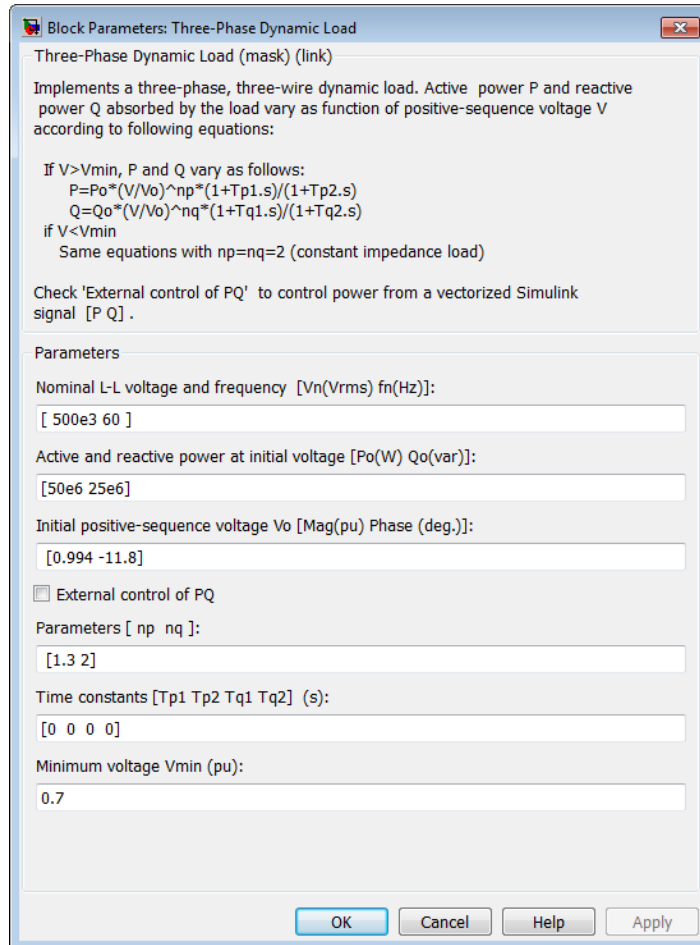 Block Parameters: Three-Phase Dynamic Load
Three-Phase Dynamic Load (mask) (link)
Implements a three-phase, three-wire dynamic load. Active  power P and reactive
power Q absorbed by the load vary as function of positive-sequence voltage V
according to following equations:
If V>Vmin, P and Q vary as follows:
P=Po*(V/Vo)^np*(1+Tp1.s)/(1+Tp2.s)
Q=Qo*(V/Vo)^nq*(1+Tq1.s)/(1+Tq2.s)
if V<Vmin
Same equations with np=nq=2 (constant impedance load)
Check 'External control of PQ'  to control power from a vectorized Simulink
signal  [P Q] .
Parameters
Nominal L-L voltage and frequency  [Vn(Vrms) fn(Hz)]:
[ 500e3 60 ]
Active and reactive power at initial voltage [Po(W) Qo(var)]:
[50e6 25e6]
Initial positive-sequence voltage Vo [Mag(pu) Phase (deg.)]:
[0.994 -11.8]
External control of PQ
Parameters [ np  nq ]:
[1.3 2]
Time constants [Tp1 Tp2 Tq1 Tq2]  (s):
[0  0  0  0]
Minimum voltage Vmin (pu):
0.7
OK Cancel Help Apply